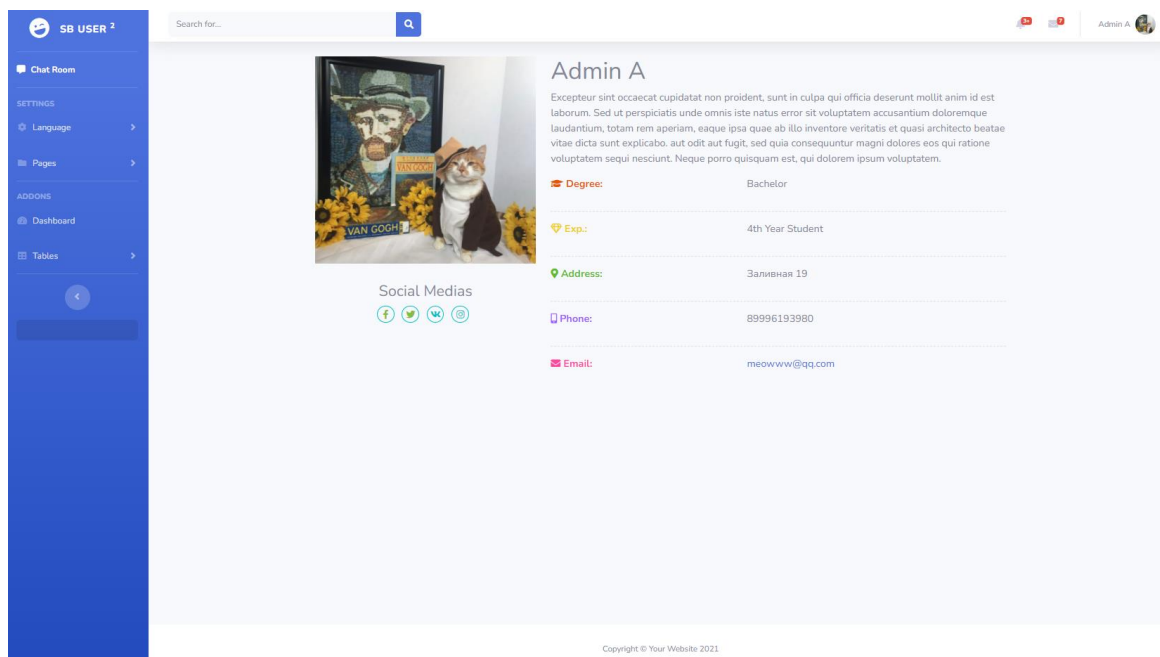 SB USER 2
Search for...
3+
7
Admin A
Chat Room
SETTINGS
Language
Pages
ADDONS
Dashboard
Tables
VAN GOGH
VAN GOGH
Social Medias
Admin A
Excepteur sint occaecat cupidatat non proident, sunt in culpa qui officia deserunt mollit anim id est
laborum. Sed ut perspiciatis unde omnis iste natus error sit voluptatem accusantium doloremque
laudantium, totam rem aperiam, eaque ipsa quae ab illo inventore veritatis et quasi architecto beatae
vitae dicta sunt explicabo. aut odit aut fugit, sed quia consequuntur magni dolores eos qui ratione
voluptatem sequi nesciunt. Neque porro quisquam est, qui dolorem ipsum voluptatem.
Degree: Bachelor
Exp.: 4th Year Student
Address: Заливная 19
Phone: 89996193980
Email: meowww@qq.com
Copyright © Your Website 2021